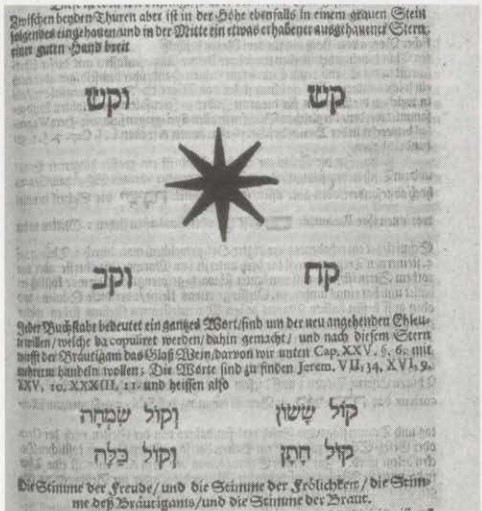 Zwischen beyden Thüren aber ist in der Höhe ebenfalls in einem grauen Stein
folgendes eingehauen und in der Mitte ein etwas erhabener ausgehauener Stern,
einer guten Hand breit
קש וקש
קח וקב
Jeder Buchstabe bedeutet ein gantzes Wort/sind um der neu angehenden Eheleu-
te willen/welche da copuliret werden/dahin gemacht/ und nach diesem Stern
wirfft der Bräutigam das Glaß Wein/darvon wir unten Cap. XXV. §. 6. mit
mehrem handeln wollen; Die Worte sind zu finden Jerem. VII, 34, XVI, 9.
XXV, 10. XXXIII, 11. und heissen also
קוֹל שָׂשׂוֹן וְקוֹל שִׂמְחָה
קוֹל חָתָן וְקוֹל כַּלָּה
Die Stimme der Freude/und die Stimme der Frölichkeit/die Stim-
me deß Bräutigams/und die Stimme der Braut.